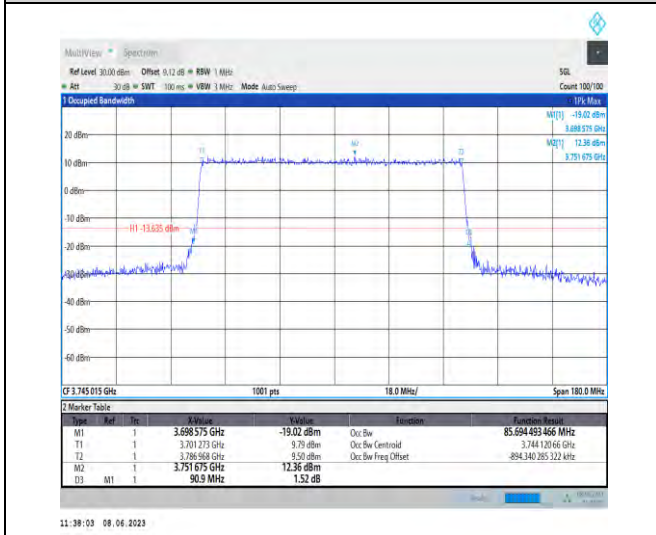 MultiView Spectrum
Ref Level 30.00 dBm Offset 9.12 dB RBW 1 MHz SGL
Att 30 dB SWT 100 ms VBW 3 MHz Mode Auto Sweep Count 100/100
1 Occupied Bandwidth 1Pk Max
M1[1] -19.02 dBm
3.698 575 GHz
M2[1] 12.36 dBm
3.751 675 GHz
20 dBm
M2
T1 T2
10 dBm
0 dBm
-10 dBm
H1 -13.635 dBm
M1 D3
-20 dBm
-30 dBm
-40 dBm
-50 dBm
-60 dBm
CF 3.745 015 GHz 1001 pts 18.0 MHz/ Span 180.0 MHz
2 Marker Table
Type Ref Trc X-Value Y-Value Function Function Result
M1 1 3.698 575 GHz -19.02 dBm Occ Bw 85.694 493 466 MHz
T1 1 3.701 273 GHz 9.79 dBm Occ Bw Centroid 3.744 120 66 GHz
T2 1 3.786 968 GHz 9.50 dBm Occ Bw Freq Offset -894.340 285 322 kHz
M2 1 3.751 675 GHz 12.36 dBm
D3 M1 1 90.9 MHz 1.52 dB
11:38:03 08.06.2023